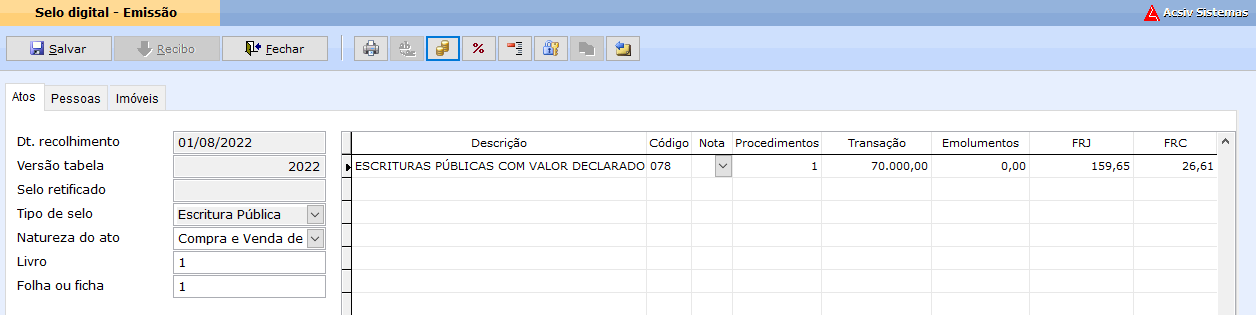 Selo digital - Emissão
Acsiv Sistemas
Salvar Recibo Fechar
%
Atos Pessoas Imóveis
Dt. recolhimento 01/08/2022
Versão tabela 2022
Selo retificado
Tipo de selo Escritura Pública
Natureza do ato Compra e Venda de
Livro 1
Folha ou ficha 1
Descrição Código Nota Procedimentos Transação Emolumentos FRJ FRC
ESCRITURAS PÚBLICAS COM VALOR DECLARADO 078 1 70.000,00 0,00 159,65 26,61